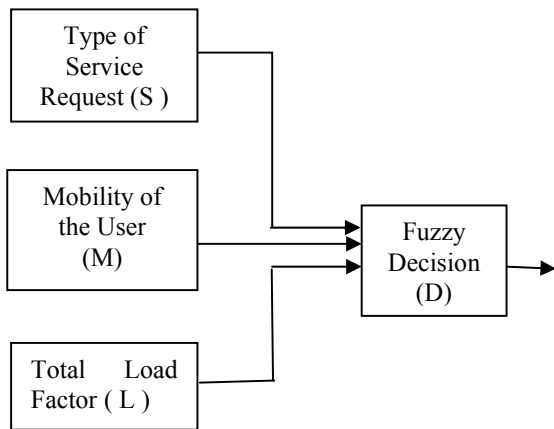 Type of
Service
Request (S )
Mobility of
the User
(M)
Fuzzy
Decision
(D)
Total Load
Factor ( L )